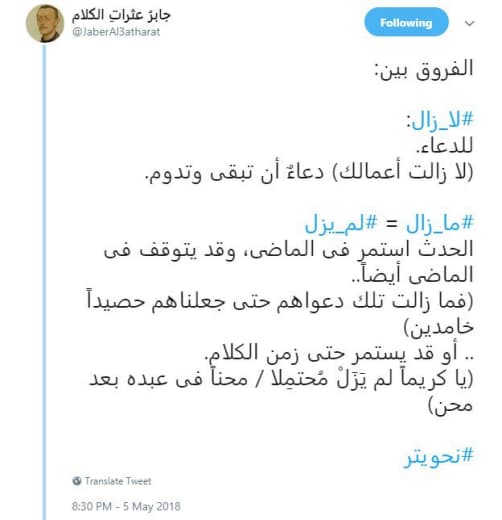 جابرُ عثراتِ الكلام
@JaberAl3atharat
Following
الفروق بين:
#لا_زال:
للدعاء.
(لا زالت أعمالك) دعاءٌ أن تبقى وتدوم.
#ما_زال = #لم_يزل
الحدث استمر فى الماضى، وقد يتوقف فى
الماضى أيضاً..
(فما زالت تلك دعواهم حتى جعلناهم حصيداً
خامدين)
.. أو قد يستمر حتى زمن الكلام.
(يا كريماً لم يَزَلْ مُحتمِلا / محناً فى عبده بعد
محن)
#نحويتر
Translate Tweet
8:30 PM - 5 May 2018